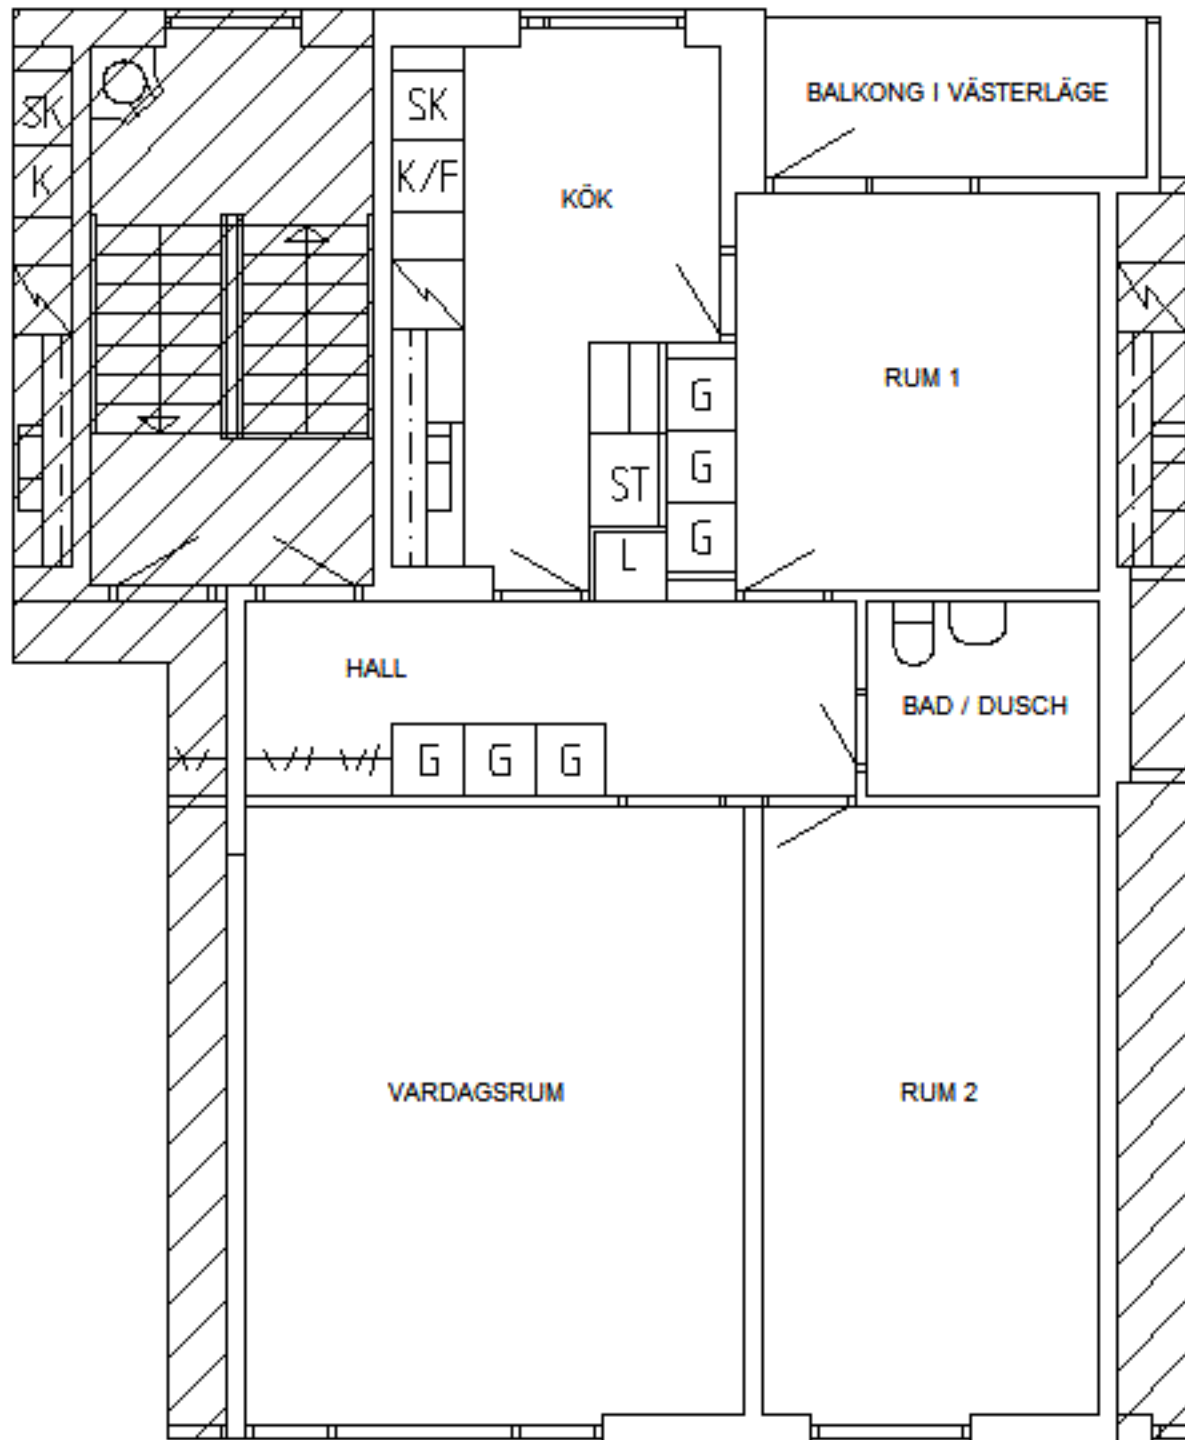 BALKONG I VÄSTERLÄGE
SK
SK
K
K/F
KÖK
RUM 1
G
G
ST
G
L
HALL
BAD / DUSCH
G G G
VARDAGSRUM
RUM 2